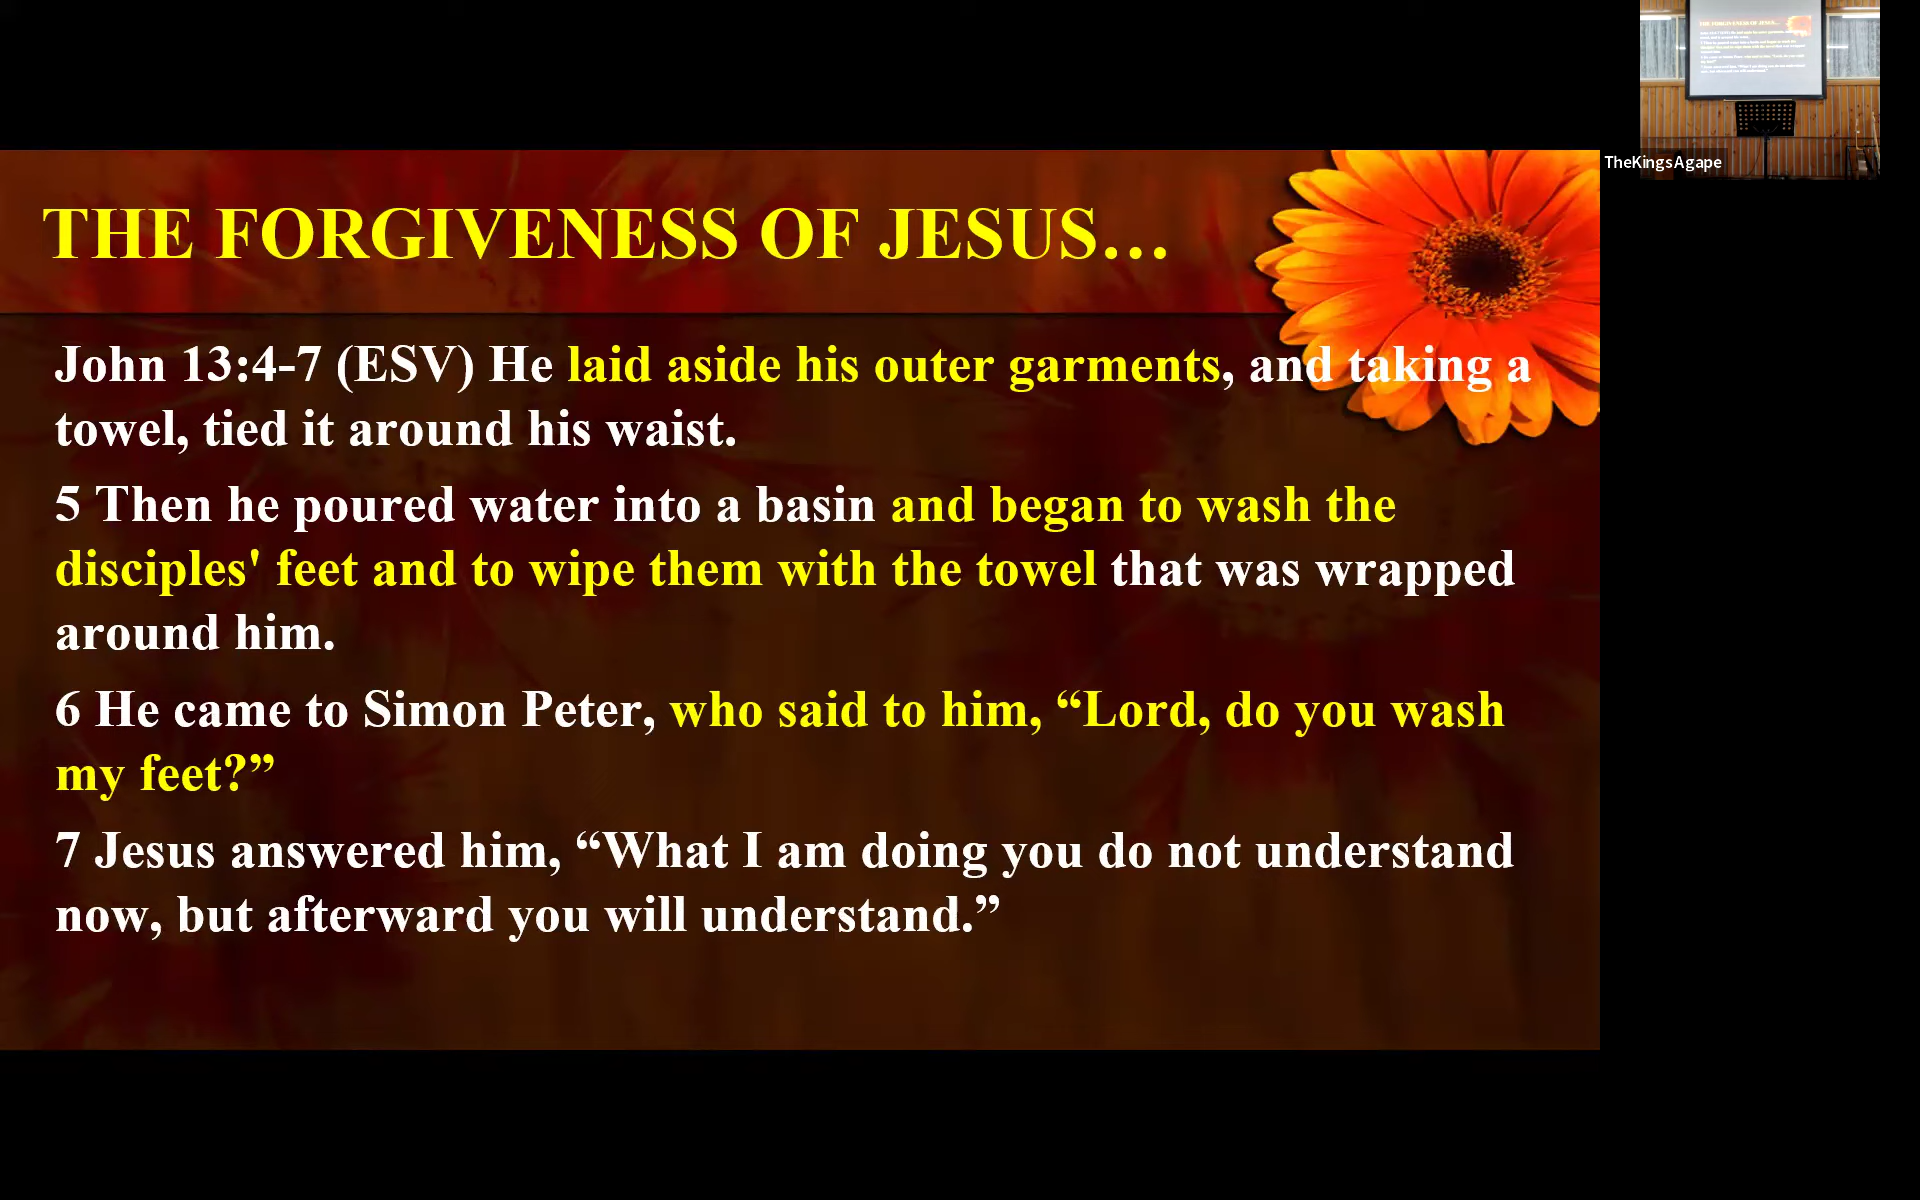 THE FORGIVENESS OF JESUS…
John 13:4-7 (ESV) He laid aside his outer garments, and taking a
towel, tied it around his waist.
5 Then he poured water into a basin and began to wash the
disciples' feet and to wipe them with the towel that was wrapped
around him.
6 He came to Simon Peter, who said to him, “Lord, do you wash
my feet?”
7 Jesus answered him, “What I am doing you do not understand
now, but afterward you will understand.”
THE FORGIVENESS OF JESUS…
TheKingsAgape